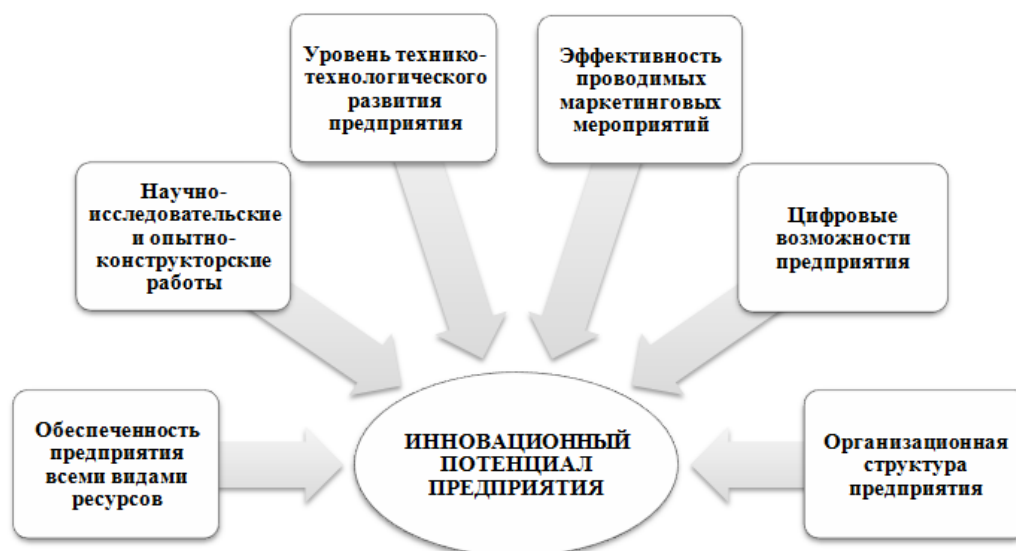 Уровень технико-
технологического
развития
предприятия
Эффективность
проводимых
маркетинговых
мероприятий
Научно-
исследовательские
и опытно-
конструкторские
работы
Цифровые
возможности
предприятия
Обеспеченность
предприятия
всеми видами
ресурсов
ИННОВАЦИОННЫЙ
ПОТЕНЦИАЛ
ПРЕДПРИЯТИЯ
Организационная
структура
предприятия